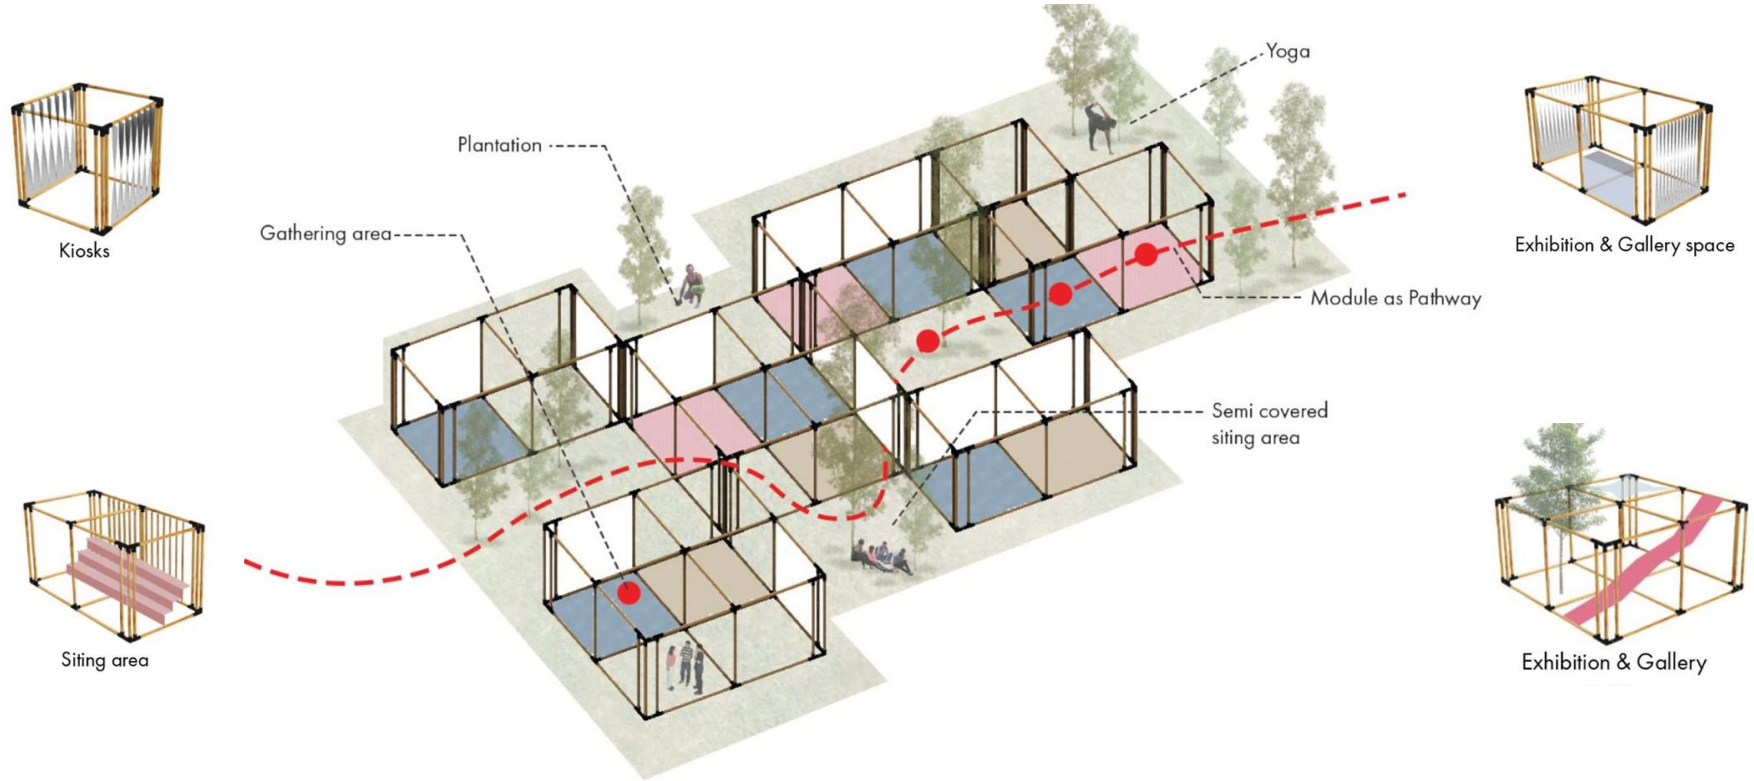 Yoga
Plantation
Gathering area
Kiosks
Exhibition & Gallery space
Module as Pathway
Semi covered
siting area
Siting area
Exhibition & Gallery